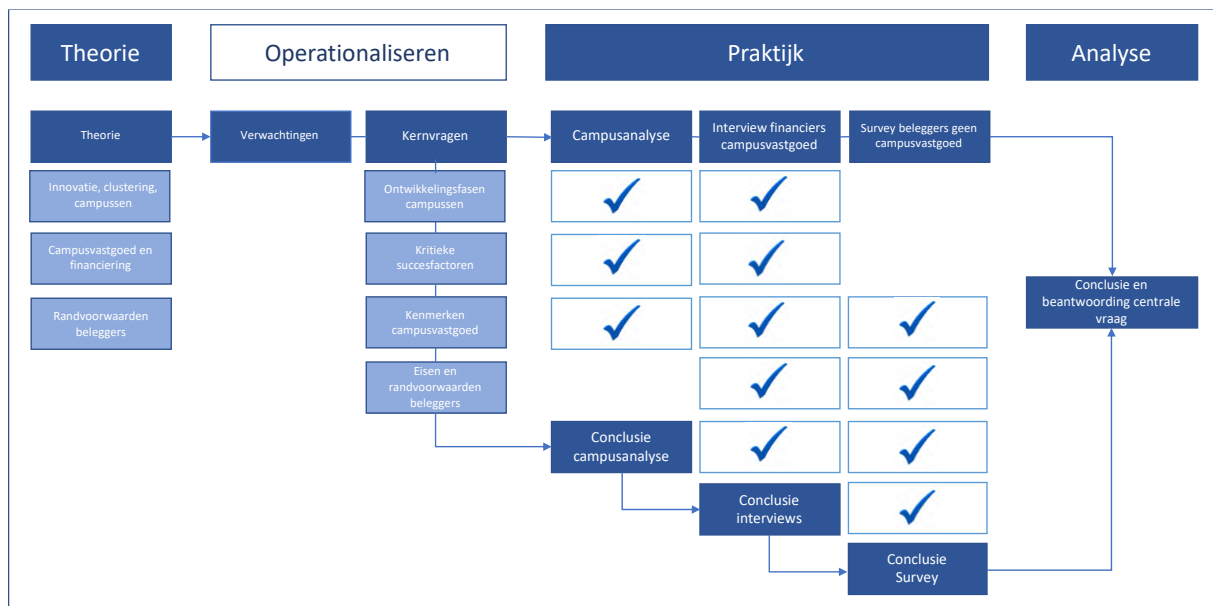 Theorie
Operationaliseren
Praktijk
Analyse
Theorie
Verwachtingen
Kernvragen
Campusanalyse
Interview financiers
campusvastgoed
Survey beleggers geen
campusvastgoed
Innovatie, clustering,
campussen
Ontwikkelingsfasen
campussen
Campusvastgoed en
financiering
Kritieke
succesfactoren
Randvoorwaarden
beleggers
Kenmerken
campusvastgoed
Conclusie en
beantwoording centrale
vraag
Eisen en
randvoorwaarden
beleggers
Conclusie
campusanalyse
Conclusie
interviews
Conclusie
Survey